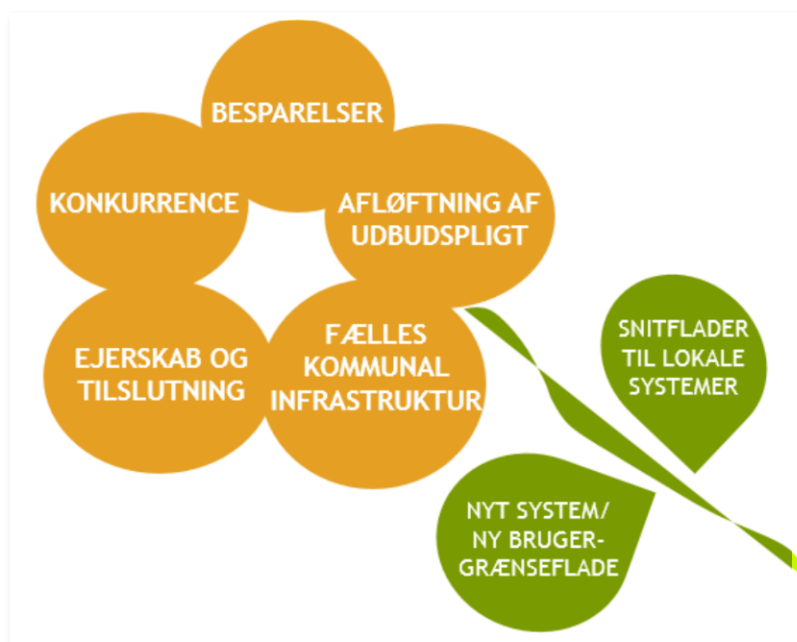 BESPARELSER
KONKURRENCE
AFLØFTNING AF
UDBUDSPLIGT
EJERSKAB OG
TILSLUTNING
FÆLLES
KOMMUNAL
INFRASTRUKTUR
SNITFLADER
TIL LOKALE
SYSTEMER
NYT SYSTEM/
NY BRUGER-
GRÆNSEFLADE